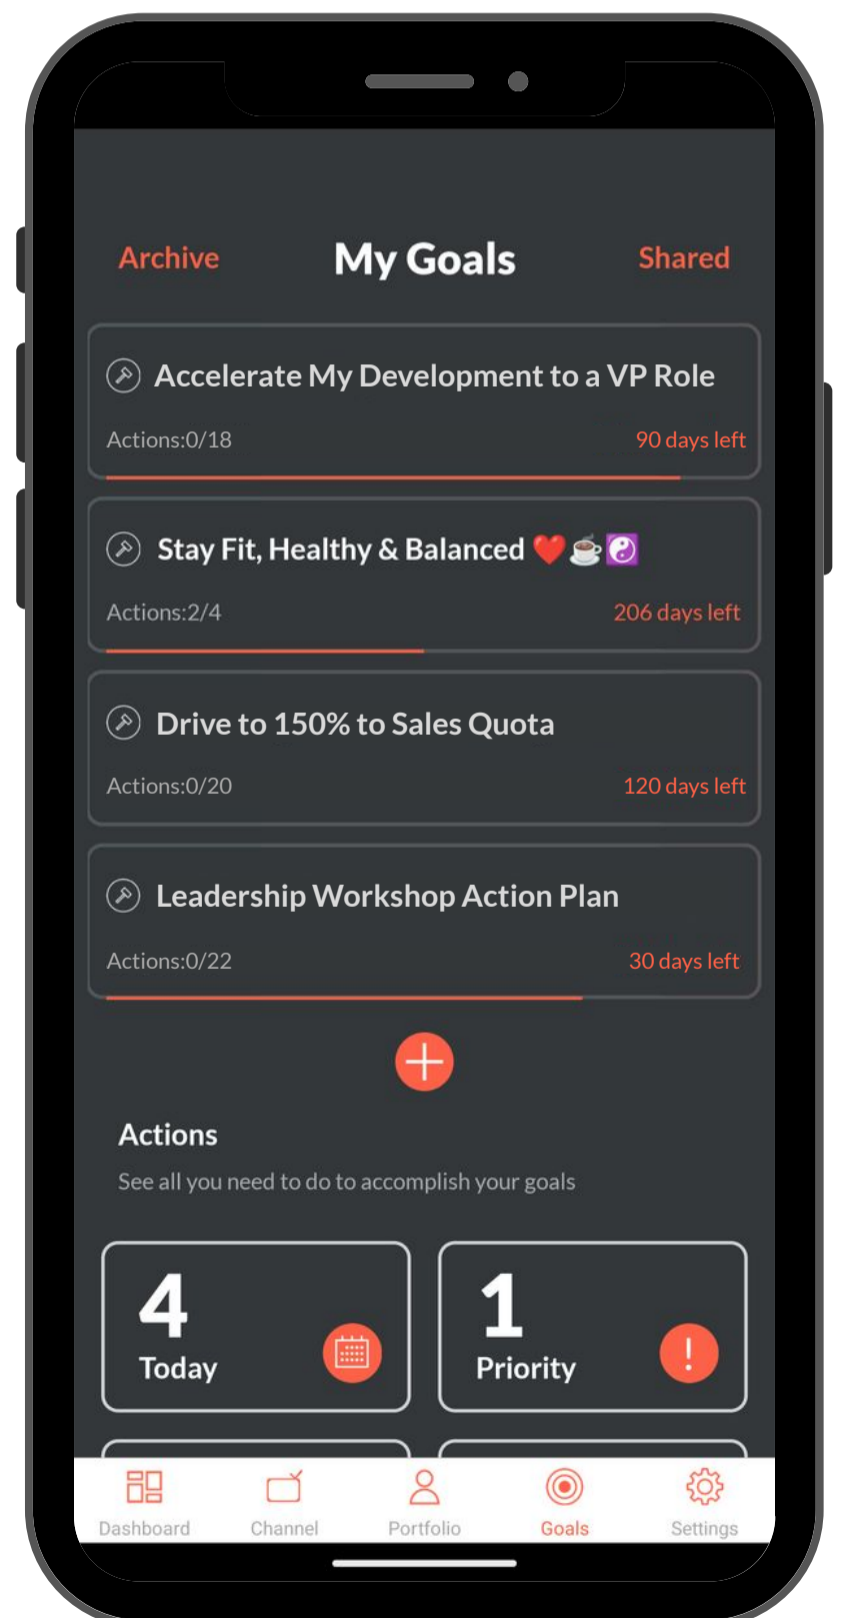 Archive My Goals Shared
Accelerate My Development to a VP Role
Actions:0/18 90 days left
Stay Fit, Healthy & Balanced ❤️☕☯️
Actions:2/4 206 days left
Drive to 150% to Sales Quota
Actions:0/20 120 days left
Leadership Workshop Action Plan
Actions:0/22 30 days left
Actions
See all you need to do to accomplish your goals
4 1
Today Priority
Dashboard Channel Portfolio Goals Settings